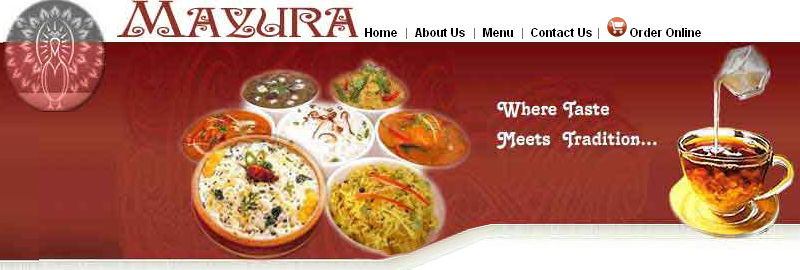 MAYURA
Home | About Us | Menu | Contact Us | Order Online
Where Taste
Meets Tradition...